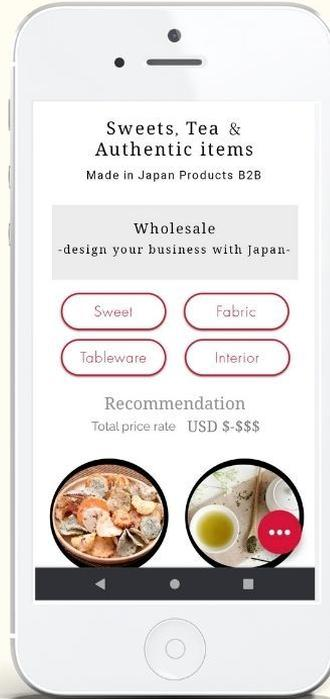 Sweets, Tea &
Authentic items
Made in Japan Products B2B
Wholesale
-design your business with Japan-
Sweet
Fabric
Tableware
Interior
Recommendation
Total price rate USD $-$$$